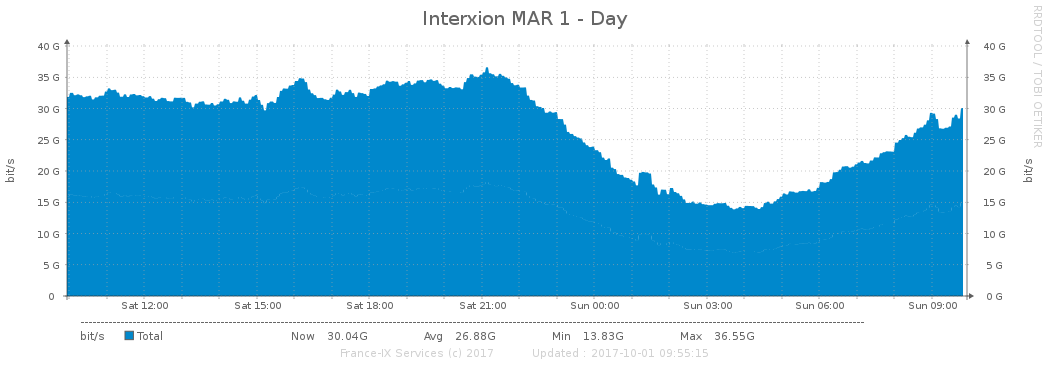 Interxion MAR 1 - Day
RRDTOOL / TOBI OETIKER
40 G 40 G
35 G 35 G
30 G 30 G
25 G 25 G
20 G 20 G
15 G 15 G
10 G 10 G
5 G 5 G
0 0 G
bit/s
bit/s
Sat 12:00 Sat 15:00 Sat 18:00 Sat 21:00 Sun 00:00 Sun 03:00 Sun 06:00 Sun 09:00
bit/s Total Now 30.04G Avg 26.88G Min 13.83G Max 36.55G
France-IX Services (c) 2017 Updated : 2017-10-01 09:55:15